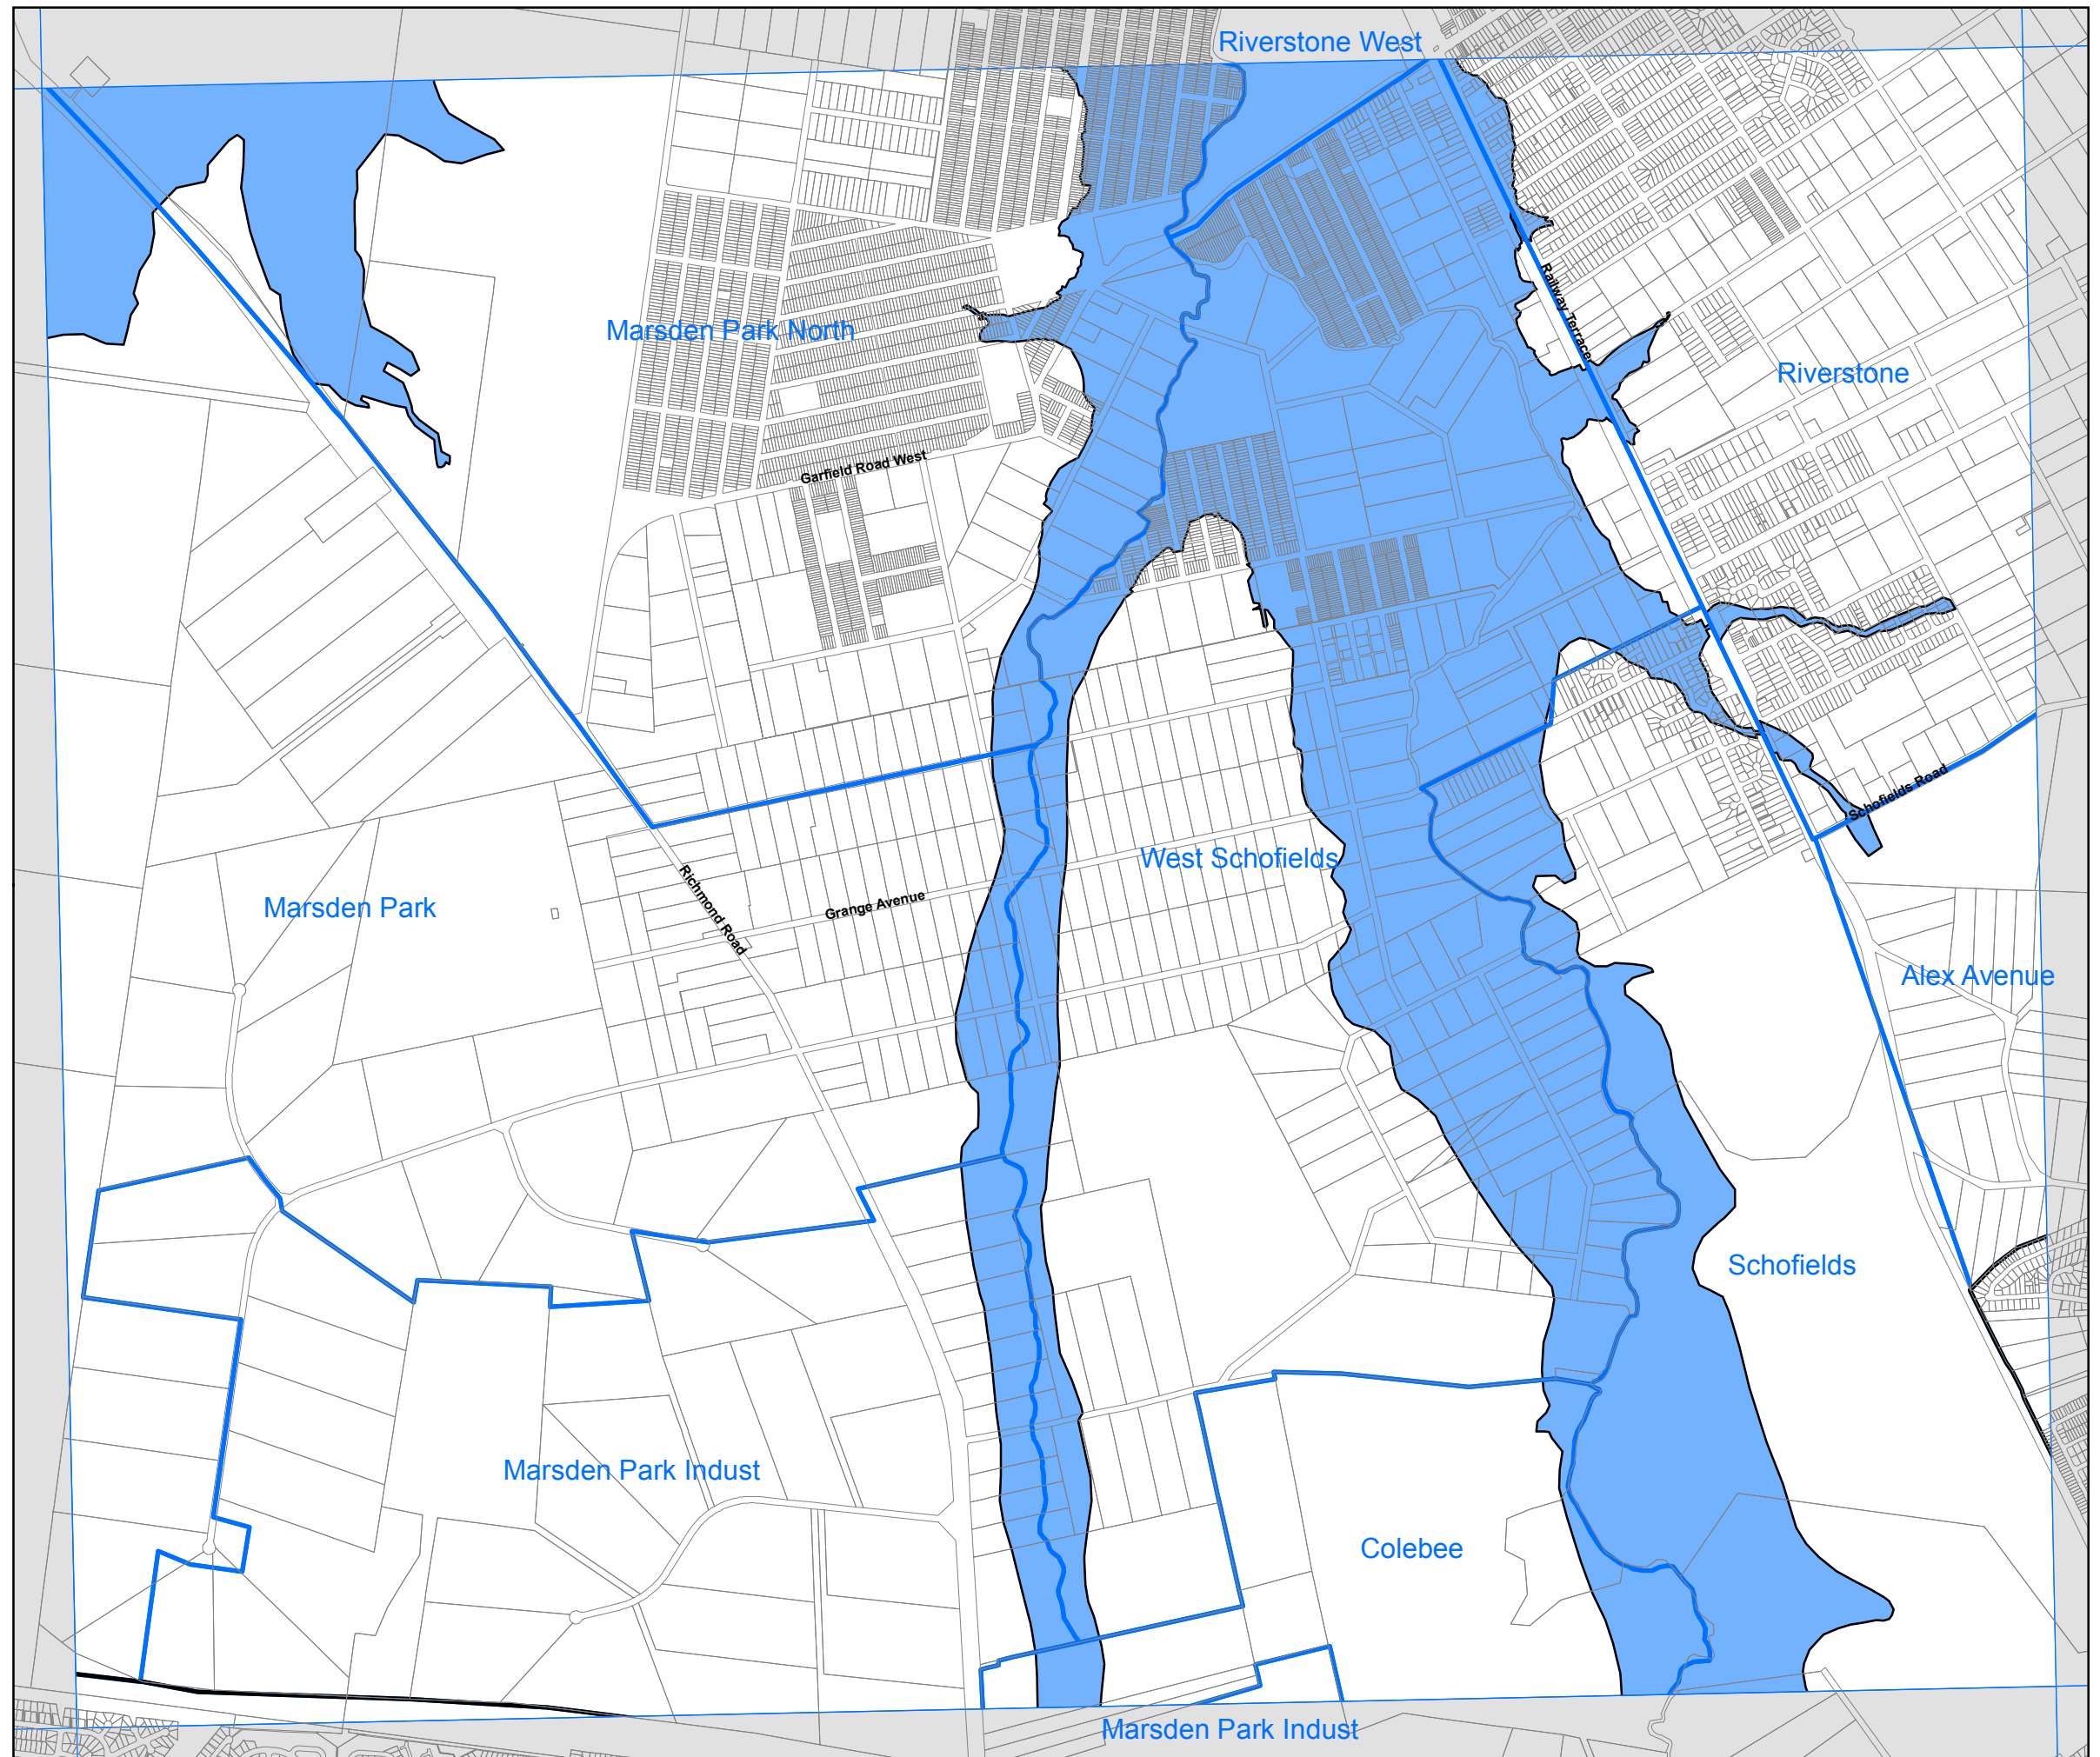 Riverstone West
Railway Terrace
Marsden Park North
Riverstone
Garfield Road West
Schofields Road
West Schofields
Richmond Road
Grange Avenue
Marsden Park
Alex Avenue
Schofields
Marsden Park Indust
Colebee
Marsden Park Indust